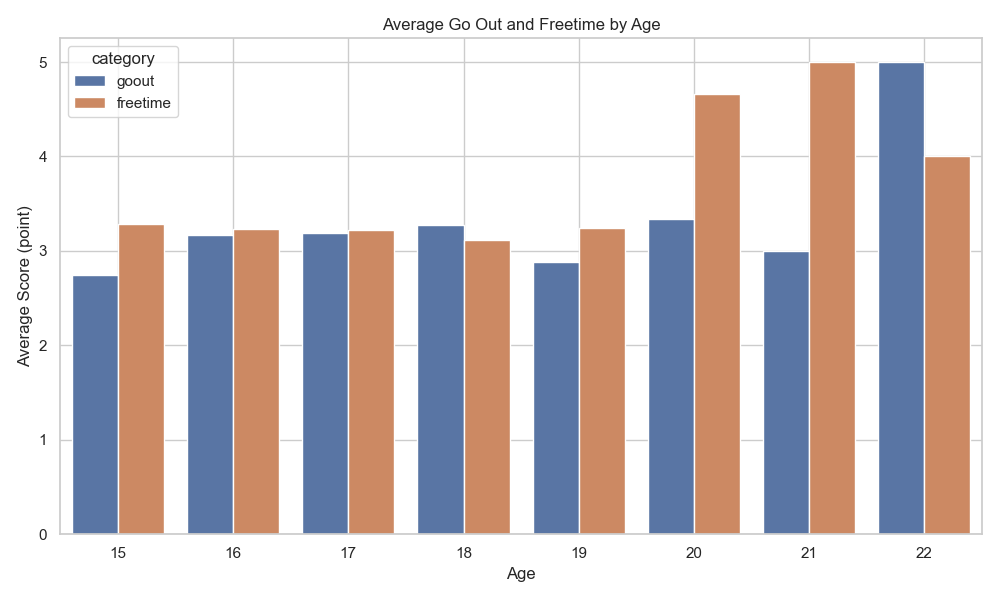 Average Go Out and Freetime by Age
category
goout
freetime
Average Score (point)
5
4
3
2
1
0
15 16 17 18 19 20 21 22
Age